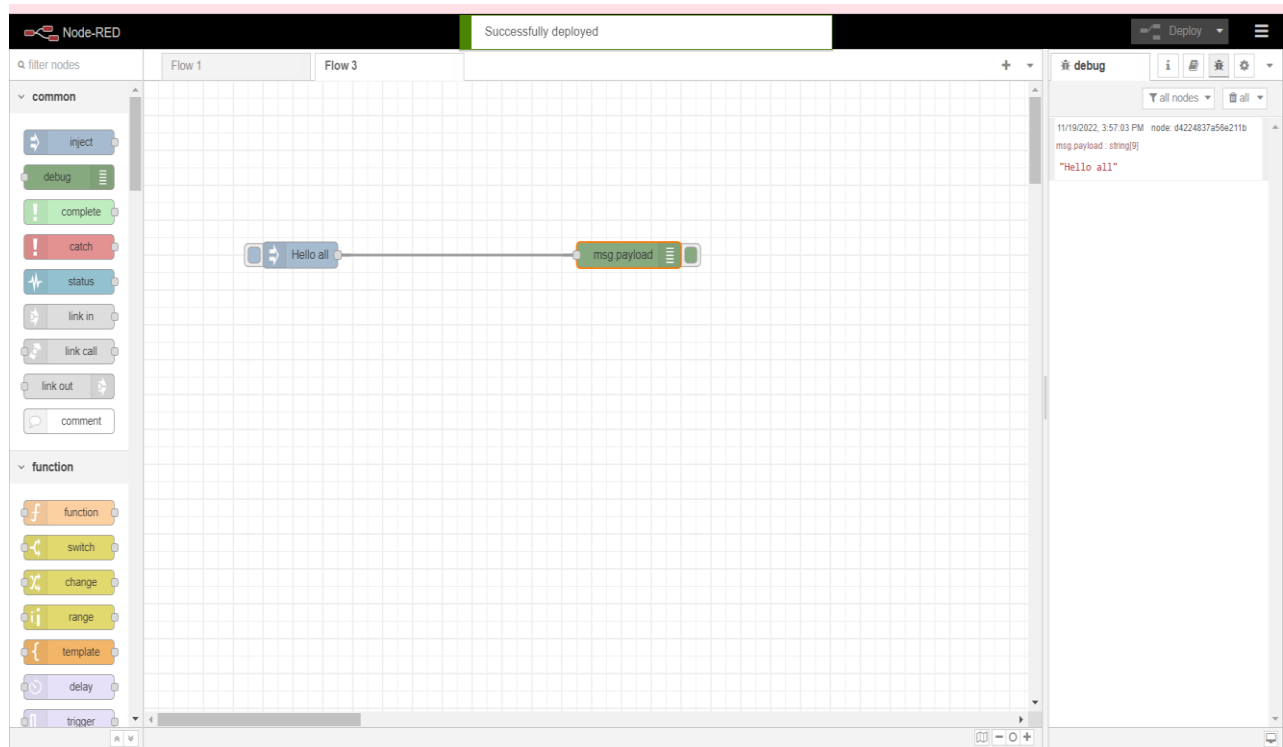 Node-RED
Successfully deployed
Deploy
filter nodes
Flow 1
Flow 3
debug
i
common
all nodes
all
inject
debug
complete
catch
status
link in
link call
link out
comment
function
function
switch
change
range
template
delay
trigger
Hello all
msg.payload
11/19/2022, 3:57:03 PM node: d4224837a56e211b
msg.payload : string[9]
"Hello all"